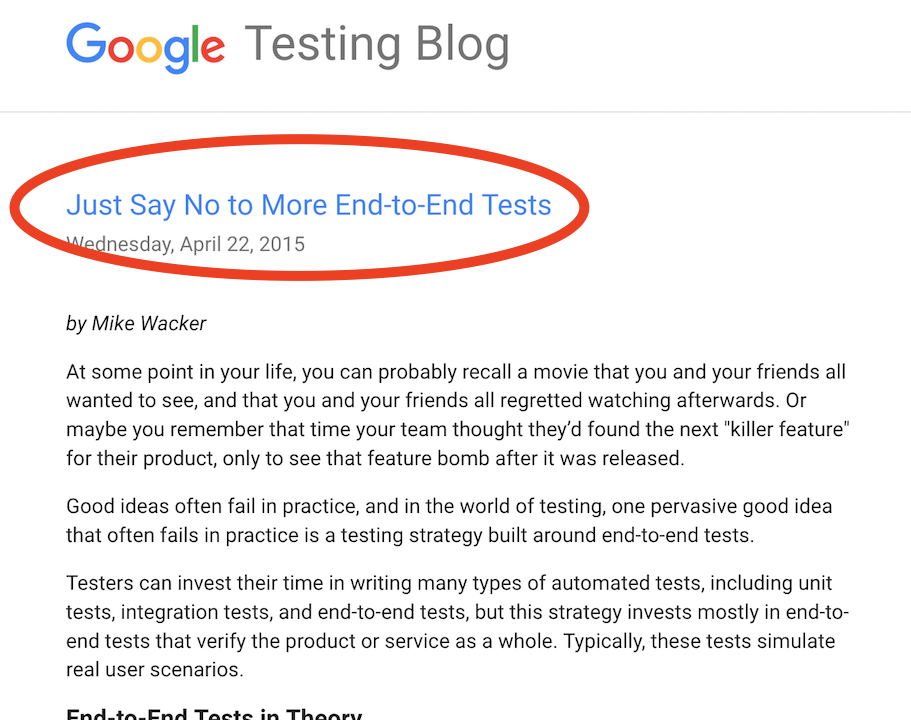 Google Testing Blog
Just Say No to More End-to-End Tests
Wednesday, April 22, 2015
by Mike Wacker
At some point in your life, you can probably recall a movie that you and your friends all
wanted to see, and that you and your friends all regretted watching afterwards. Or
maybe you remember that time your team thought they’d found the next "killer feature"
for their product, only to see that feature bomb after it was released.
Good ideas often fail in practice, and in the world of testing, one pervasive good idea
that often fails in practice is a testing strategy built around end-to-end tests.
Testers can invest their time in writing many types of automated tests, including unit
tests, integration tests, and end-to-end tests, but this strategy invests mostly in end-to-
end tests that verify the product or service as a whole. Typically, these tests simulate
real user scenarios.
End-to-End Tests in Theory